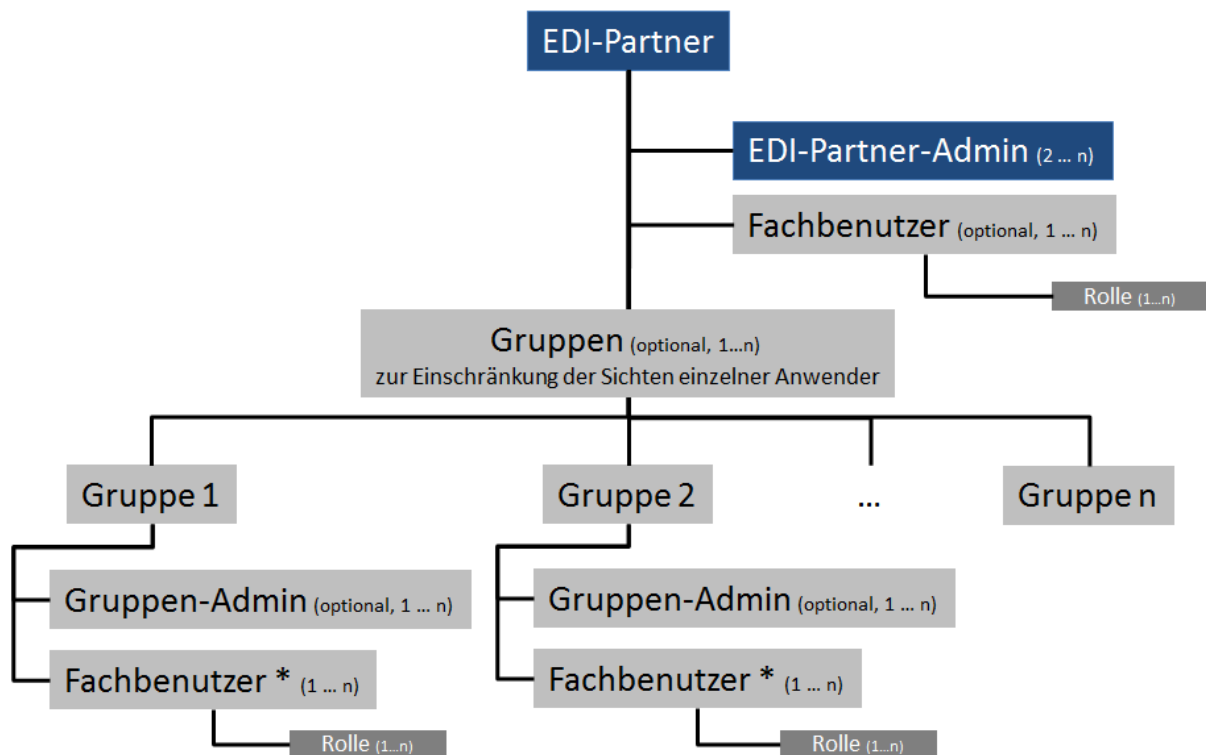 EDI-Partner
EDI-Partner-Admin (2 ... n)
Fachbenutzer (optional, 1 ... n)
Rolle (1...n)
Gruppen (optional, 1...n)
zur Einschränkung der Sichten einzelner Anwender
Gruppe 1
Gruppe 2
...
Gruppe n
Gruppen-Admin (optional, 1 ... n)
Gruppen-Admin (optional, 1 ... n)
Fachbenutzer * (1 ... n)
Fachbenutzer * (1 ... n)
Rolle (1...n)
Rolle (1...n)